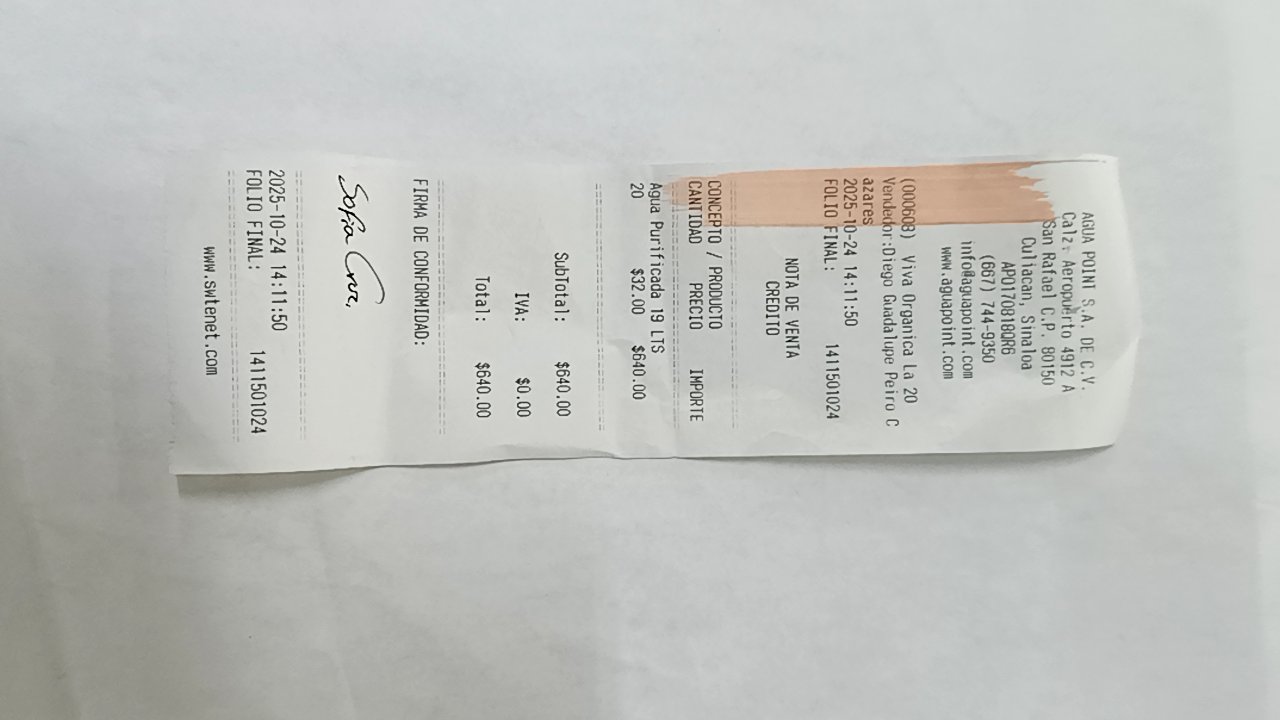 AGUA POINT S.A. DE C.V.
Calz. Aeropuerto 4912 A
San Rafael C.P. 80150
Culiacan, Sinaloa
APO170818QR6
(667) 744-9350
info@aguapoint.com
www.aguapoint.com
(000608) Viva Organica La 20
Vendedor:Diego Guadalupe Peiro C
azares
2025-10-24 14:11:50
FOLIO FINAL: 1411501024
NOTA DE VENTA
CREDITO
CONCEPTO / PRODUCTO
CANTIDAD PRECIO IMPORTE
Agua Purificada 19 LTS
20 $32.00 $640.00
SubTotal: $640.00
IVA: $0.00
Total: $640.00
FIRMA DE CONFORMIDAD:
Sofia Cruz
2025-10-24 14:11:50
FOLIO FINAL: 1411501024
www.swtenet.com